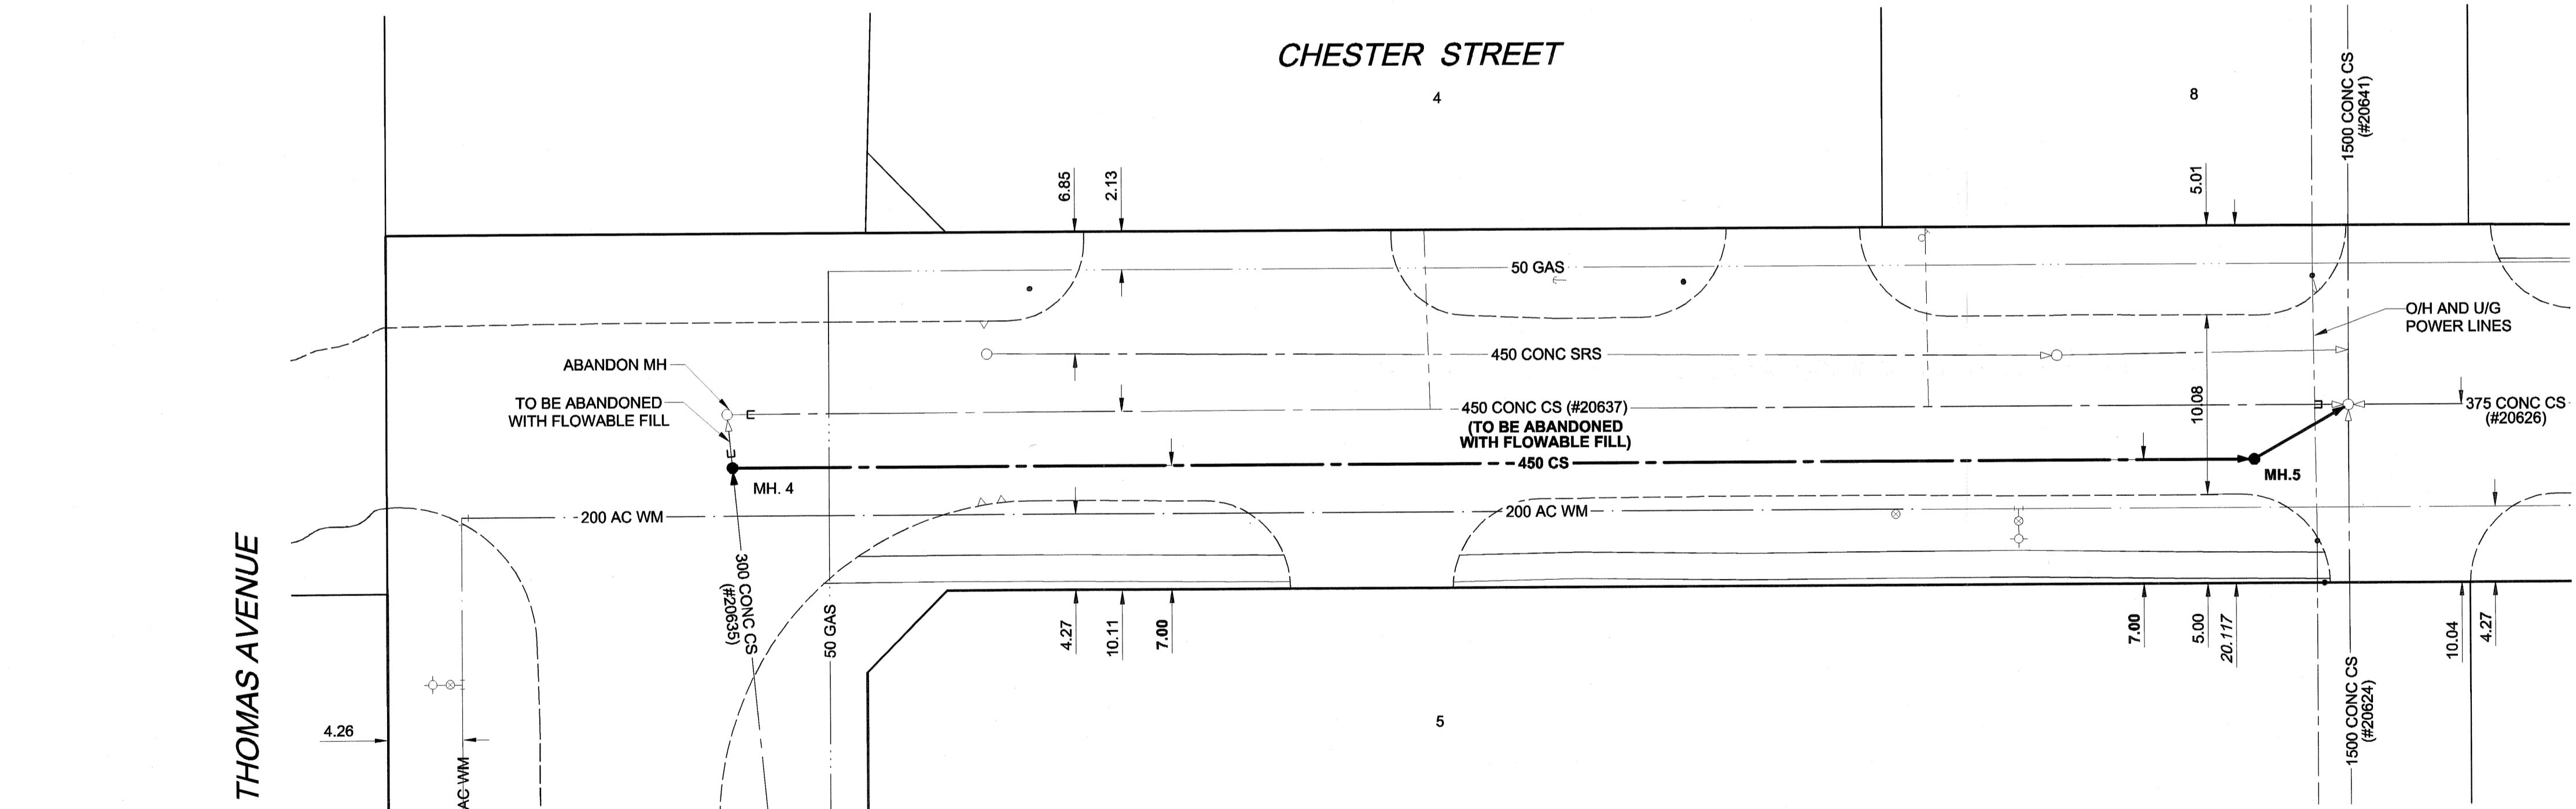 CHESTER STREET
4
8
1500 CONC CS
(#20641)
6.85
2.13
5.01
50 GAS
O/H AND U/G
POWER LINES
450 CONC SRS
ABANDON MH
TO BE ABANDONED
WITH FLOWABLE FILL
450 CONC CS (#20637)
(TO BE ABANDONED
WITH FLOWABLE FILL)
10.08
375 CONC CS
(#20626)
450 CS
MH. 4
MH.5
200 AC WM
200 AC WM
THOMAS AVENUE
300 CONC CS
(#20635)
50 GAS
4.27
10.11
7.00
7.00
5.00
20.117
10.04
4.27
1500 CONC CS
(#20624)
4.26
AC WM
5